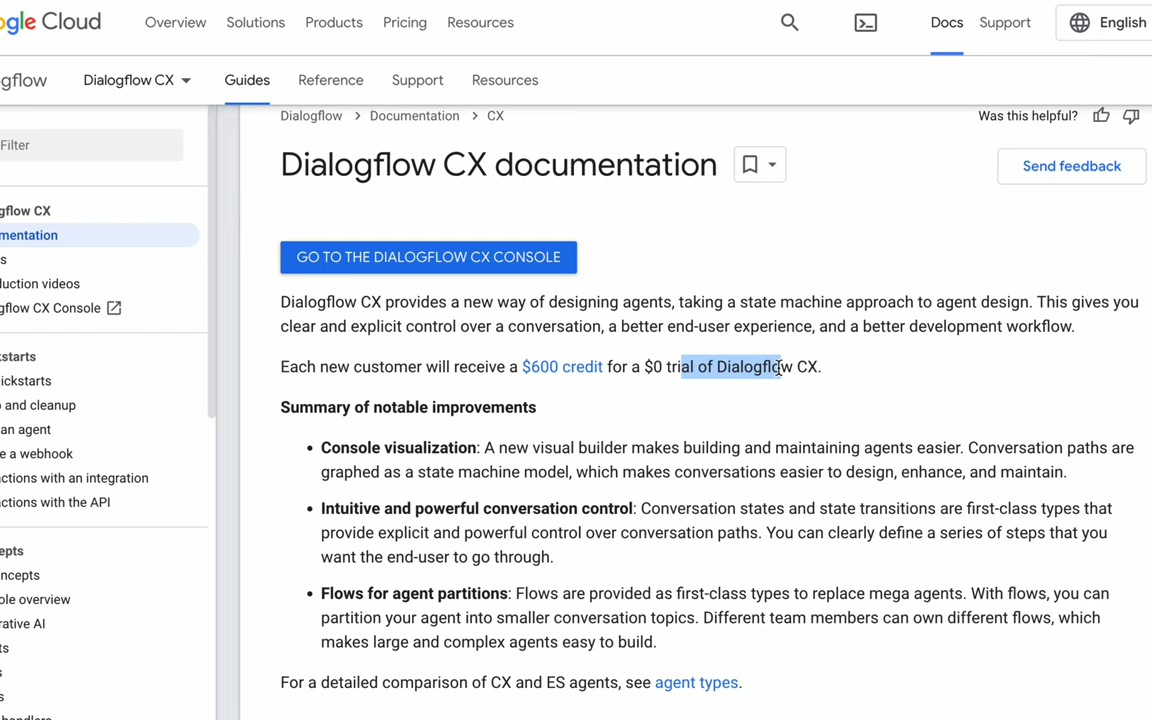 ogle Cloud
Overview Solutions Products Pricing Resources Docs Support English
gflow Dialogflow CX Guides Reference Support Resources
Dialogflow > Documentation > CX Was this helpful?
Filter
Dialogflow CX documentation
Send feedback
gflow CX
mentation
s
uction videos
gflow CX Console
GO TO THE DIALOGFLOW CX CONSOLE
Dialogflow CX provides a new way of designing agents, taking a state machine approach to agent design. This gives you
clear and explicit control over a conversation, a better end-user experience, and a better development workflow.
kstarts
ickstarts
Each new customer will receive a $600 credit for a $0 trial of Dialogflow CX.
and cleanup
an agent
e a webhook
actions with an integration
actions with the API
Summary of notable improvements
• Console visualization: A new visual builder makes building and maintaining agents easier. Conversation paths are
graphed as a state machine model, which makes conversations easier to design, enhance, and maintain.
• Intuitive and powerful conversation control: Conversation states and state transitions are first-class types that
provide explicit and powerful control over conversation paths. You can clearly define a series of steps that you
want the end-user to go through.
epts
ncepts
ole overview
rative AI
ts
s
s
handlers
• Flows for agent partitions: Flows are provided as first-class types to replace mega agents. With flows, you can
partition your agent into smaller conversation topics. Different team members can own different flows, which
makes large and complex agents easy to build.
For a detailed comparison of CX and ES agents, see agent types.